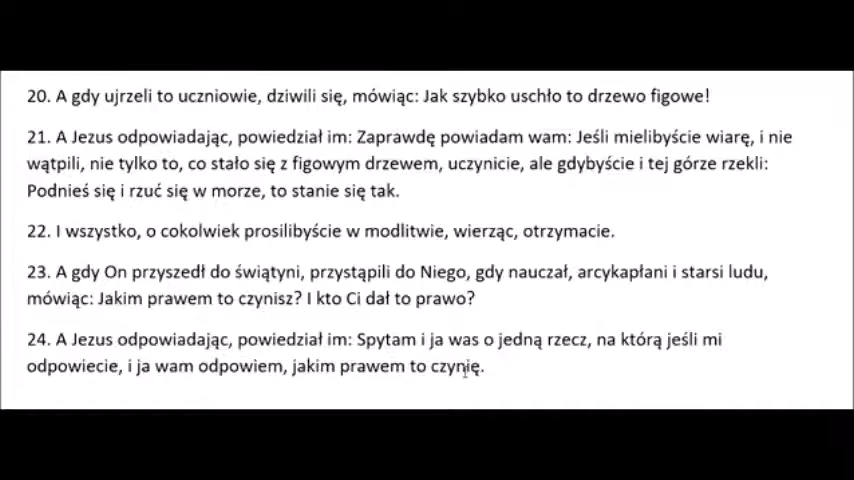 20. A gdy ujrzeli to uczniowie, dziwili się, mówiąc: Jak szybko uschło to drzewo figowe!
21. A Jezus odpowiadając, powiedział im: Zaprawdę powiadam wam: Jeśli mielibyście wiarę, i nie
wątpili, nie tylko to, co stało się z figowym drzewem, uczynicie, ale gdybyście i tej górze rzekli:
Podnieś się i rzuć się w morze, to stanie się tak.
22. I wszystko, o cokolwiek prosilibyście w modlitwie, wierząc, otrzymacie.
23. A gdy On przyszedł do świątyni, przystąpili do Niego, gdy nauczał, arcykapłani i starsi ludu,
mówiąc: Jakim prawem to czynisz? I kto Ci dał to prawo?
24. A Jezus odpowiadając, powiedział im: Spytam i ja was o jedną rzecz, na którą jeśli mi
odpowiecie, i ja wam odpowiem, jakim prawem to czynię.